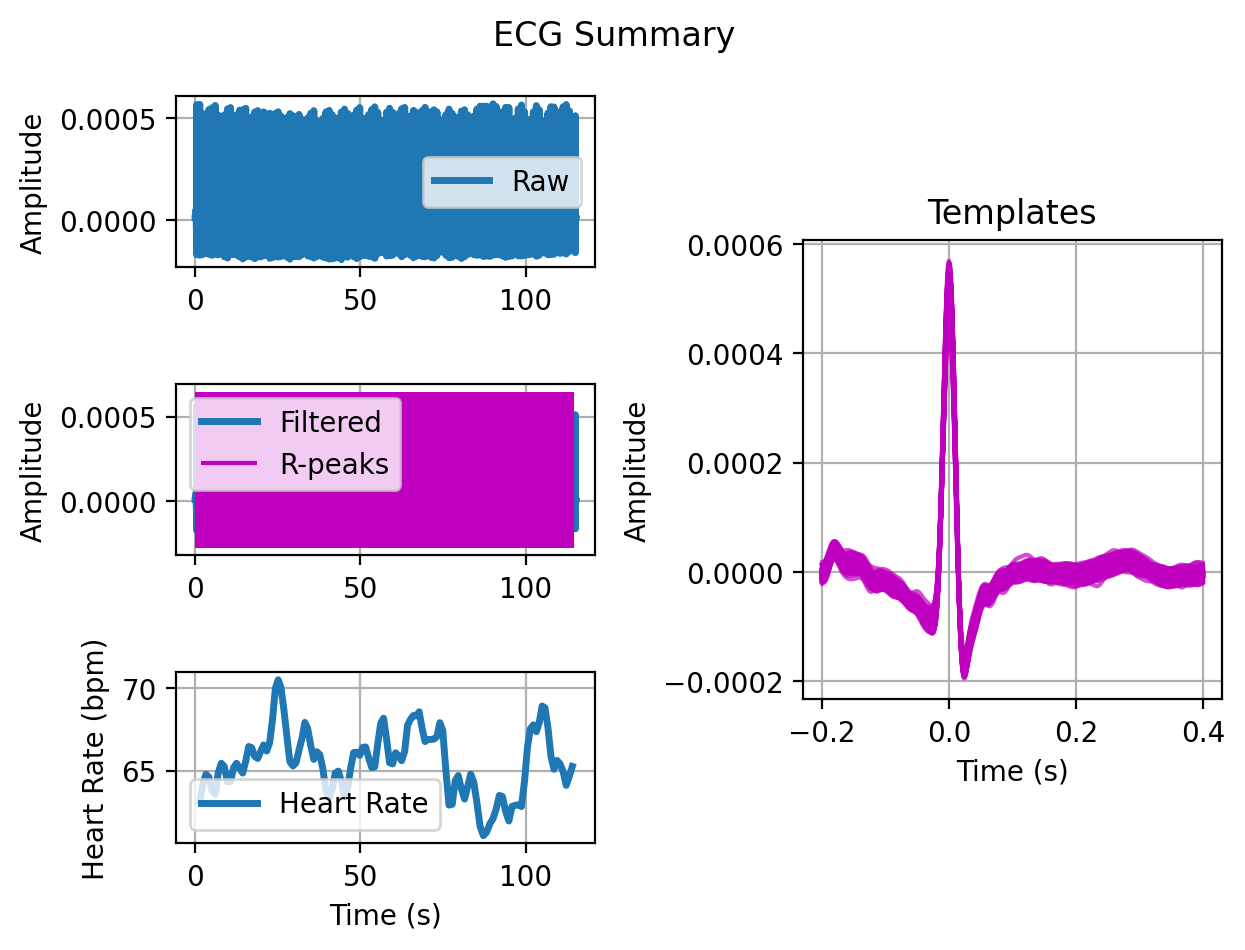 ECG Summary
Amplitude
0.0005
0.0000
Raw
0 50 100
Amplitude
0.0005
0.0000
Filtered
R-peaks
0 50 100
Heart Rate (bpm)
70
65
Heart Rate
0 50 100
Time (s)
Templates
Amplitude
0.0006
0.0004
0.0002
0.0000
−0.0002
−0.2 0.0 0.2 0.4
Time (s)